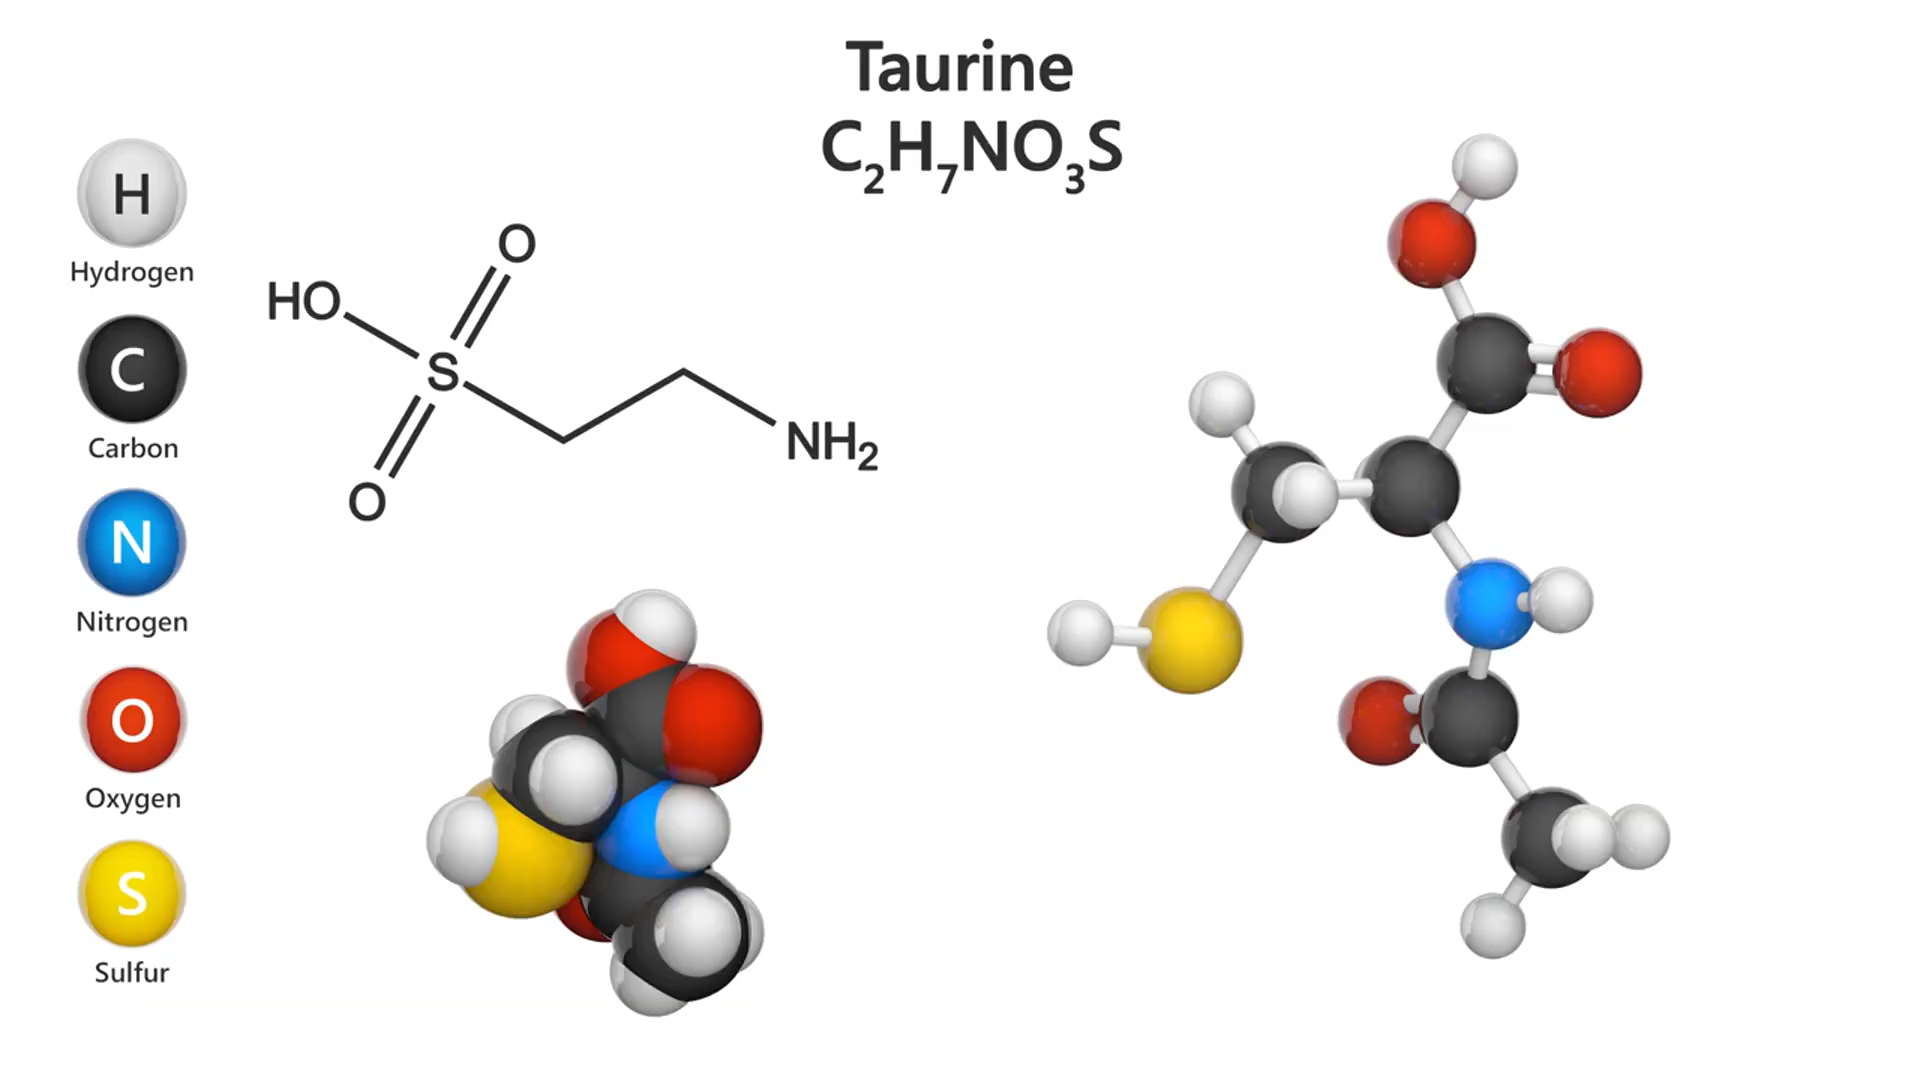 Taurine
C₂H₇NO₃S
H
Hydrogen
C
Carbon
N
Nitrogen
O
Oxygen
S
Sulfur
O
HO
S
NH₂
O